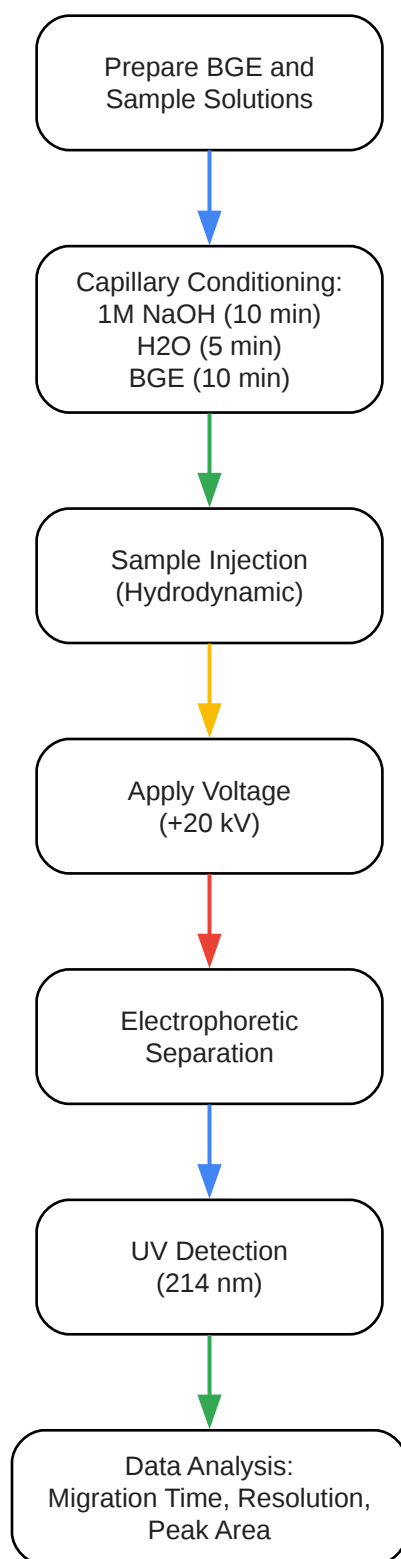 Prepare BGE and
Sample Solutions
Capillary Conditioning:
1M NaOH (10 min)
H2O (5 min)
BGE (10 min)
Sample Injection
(Hydrodynamic)
Apply Voltage
(+20 kV)
Electrophoretic
Separation
UV Detection
(214 nm)
Data Analysis:
Migration Time, Resolution,
Peak Area